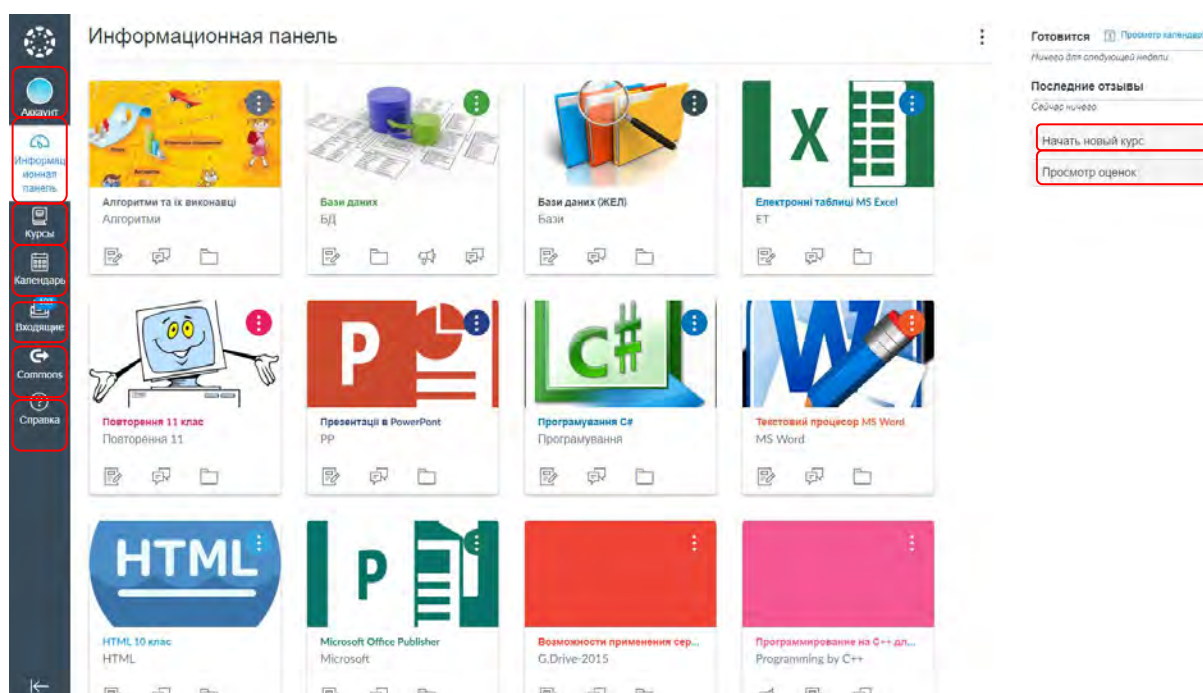 Информационная панель
Аккаунт
Информац
ионная
панель
Курсы
Календарь
Входящие
Commons
Справка
Алгоритми та їх виконавці
Алгоритми
Бази даних
БД
Бази даних (ЖЕЛ)
Бази
X
Електронні таблиці MS Excel
ЕТ
Повторення 11 клас
Повторення 11
P
Презентації в PowerPont
PP
C#
Програмування C#
Програмування
W
Текстовий процесор MS Word
MS Word
HTML
HTML 10 клас
HTML
P
Microsoft Office Publisher
Microsoft
Возможности применения сер...
G.Drive-2015
Программирование на C++ дл...
Programming by C++
Готовится
Просмотр календаря
Ничего для следующей недели
Последние отзывы
Сейчас ничего
Начать новый курс
Просмотр оценок